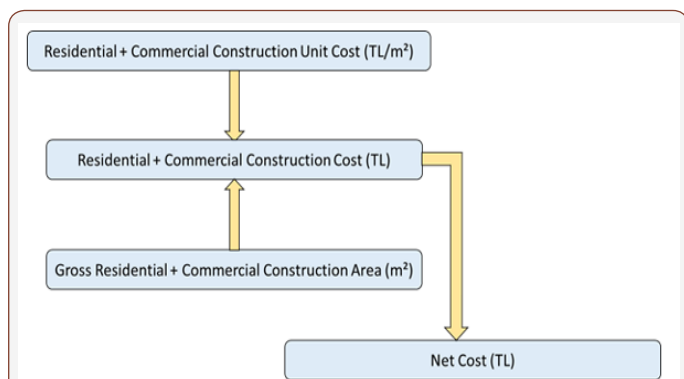 Residential + Commercial Construction Unit Cost (TL/m²)
Residential + Commercial Construction Cost (TL)
Gross Residential + Commercial Construction Area (m²)
Net Cost (TL)